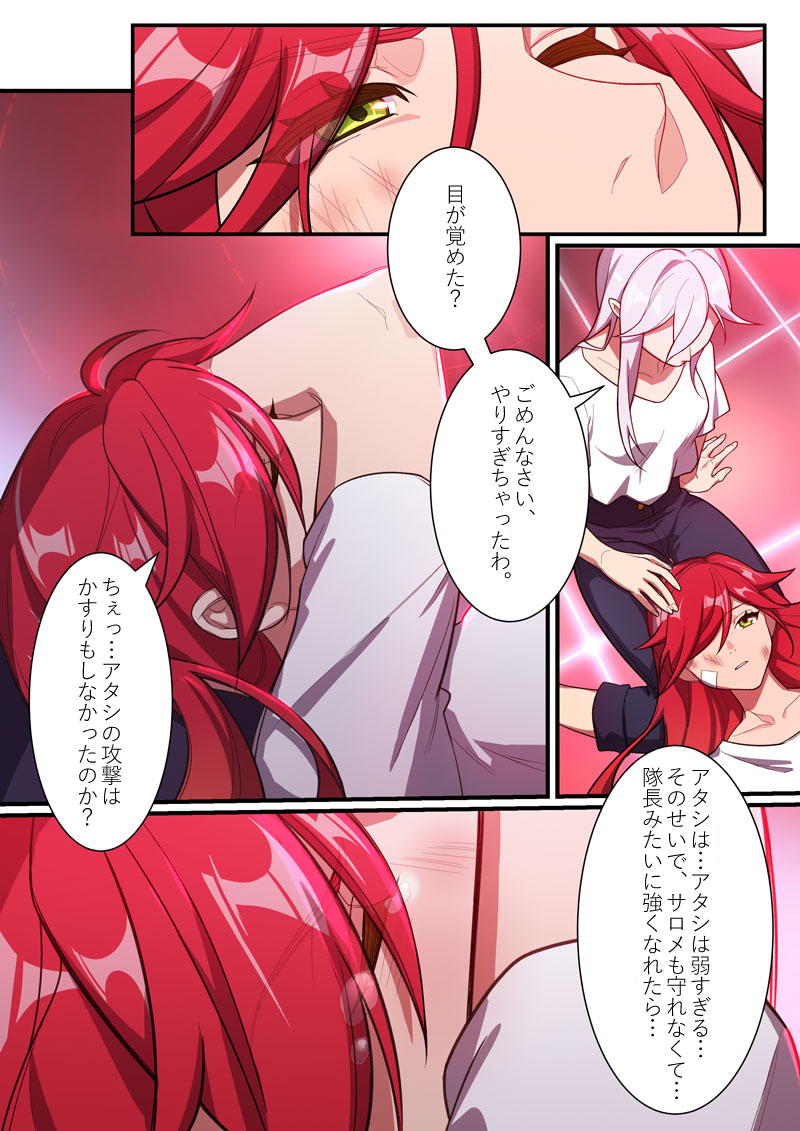 目が覚めた？
ごめんなさい、
やりすぎちゃったわ。
ちぇっ…アタシの攻撃は
かすりもしなかったのか？
アタシは…アタシは弱すぎる…
そのせいで、サロメも守れなくて…
隊長みたいに強くなれたら…